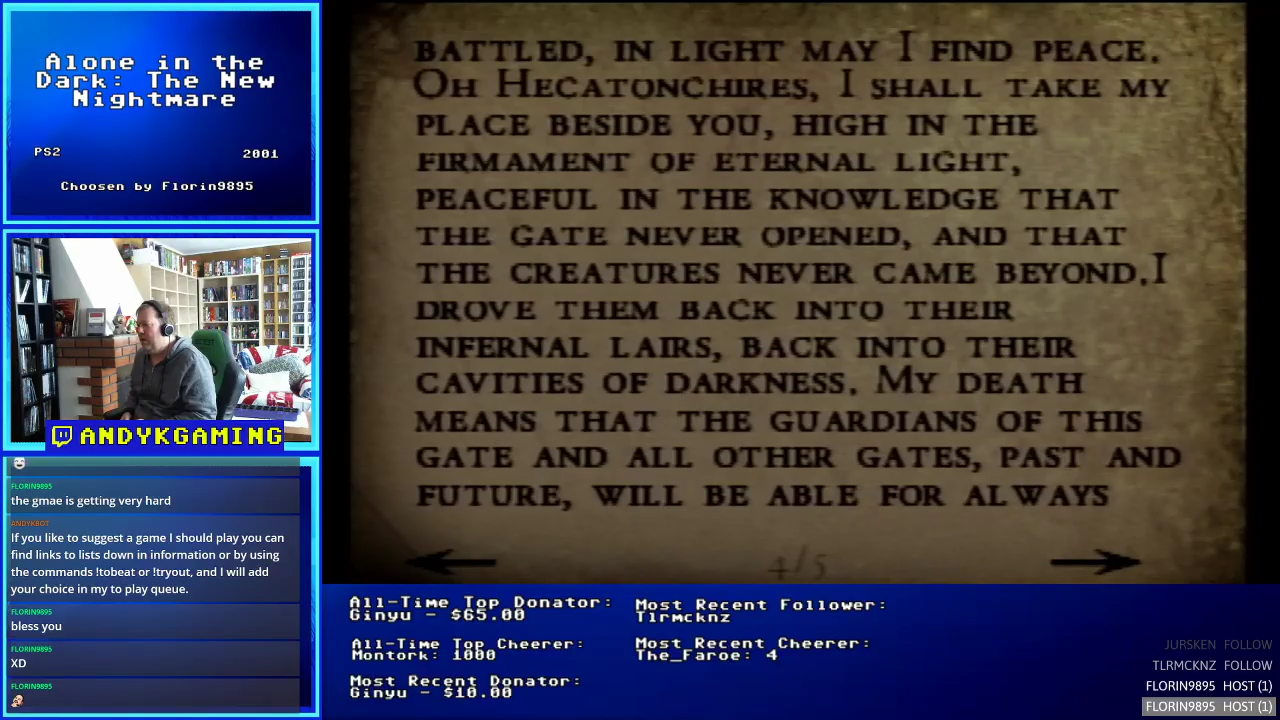 Alone in the
Dark: The New
Nightmare
PS2
2001
Choosen by Florin9895
ANDYKGAMING
FLORIN9895
the gmae is getting very hard
ANDYKBOT
If you like to suggest a game I should play you can
find links to lists down in information or by using
the commands !tobeat or !tryout, and I will add
your choice in my to play queue.
FLORIN9895
bless you
FLORIN9895
XD
FLORIN9895
BATTLED, IN LIGHT MAY I FIND PEACE.
OH HECATONCHIRES, I SHALL TAKE MY
PLACE BESIDE YOU, HIGH IN THE
FIRMAMENT OF ETERNAL LIGHT,
PEACEFUL IN THE KNOWLEDGE THAT
THE GATE NEVER OPENED, AND THAT
THE CREATURES NEVER CAME BEYOND.I
DROVE THEM BACK INTO THEIR
INFERNAL LAIRS, BACK INTO THEIR
CAVITIES OF DARKNESS. MY DEATH
MEANS THAT THE GUARDIANS OF THIS
GATE AND ALL OTHER GATES, PAST AND
FUTURE, WILL BE ABLE FOR ALWAYS
4/5
All-Time Top Donator:
Ginyu - $65.00
All-Time Top Cheerer:
Montork: 1000
Most Recent Donator:
Ginyu - $10.00
Most Recent Follower:
Tlrmcknz
Most Recent Cheerer:
The_Faroe: 4
JURSKEN FOLLOW
TLRMCKNZ FOLLOW
FLORIN9895 HOST (1)
FLORIN9895 HOST (1)